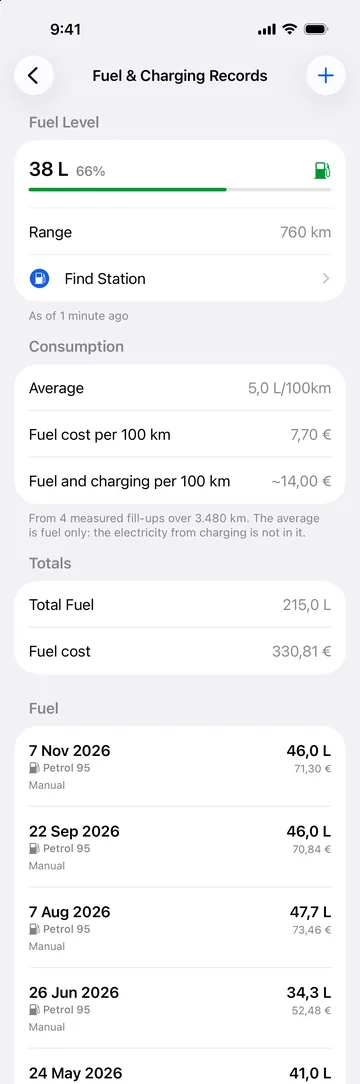 9:41
Fuel & Charging Records
Fuel Level
38 L 66%
Range 760 km
Find Station
As of 1 minute ago
Consumption
Average 5,0 L/100km
Fuel cost per 100 km 7,70 €
Fuel and charging per 100 km ~14,00 €
From 4 measured fill-ups over 3.480 km. The average
is fuel only: the electricity from charging is not in it.
Totals
Total Fuel 215,0 L
Fuel cost 330,81 €
Fuel
7 Nov 2026 46,0 L
Petrol 95 71,30 €
Manual
22 Sep 2026 46,0 L
Petrol 95 70,84 €
Manual
7 Aug 2026 47,7 L
Petrol 95 73,46 €
Manual
26 Jun 2026 34,3 L
Petrol 95 52,48 €
Manual
24 May 2026 41,0 L